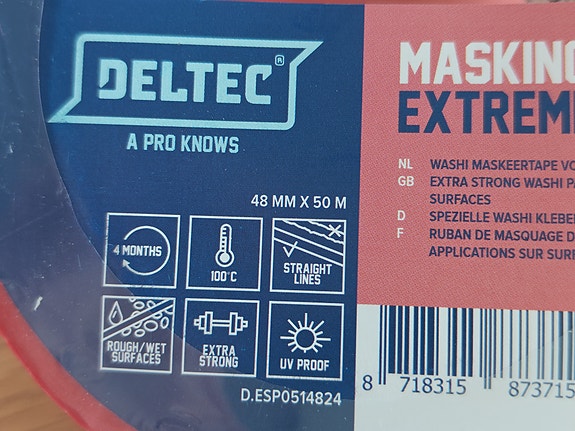 DELTEC®
A PRO KNOWS
48 MM X 50 M
4 MONTHS
100°C
STRAIGHT
LINES
ROUGH/WET
SURFACES
EXTRA
STRONG
UV PROOF
D.ESP0514824
MASKING
EXTREM
NL WASHI MASKEERTAPE VO
GB EXTRA STRONG WASHI PA
SURFACES
D SPEZIELLE WASHI KLEBE
F RUBAN DE MASQUAGE D
APPLICATIONS SUR SUR
8 718315 873715